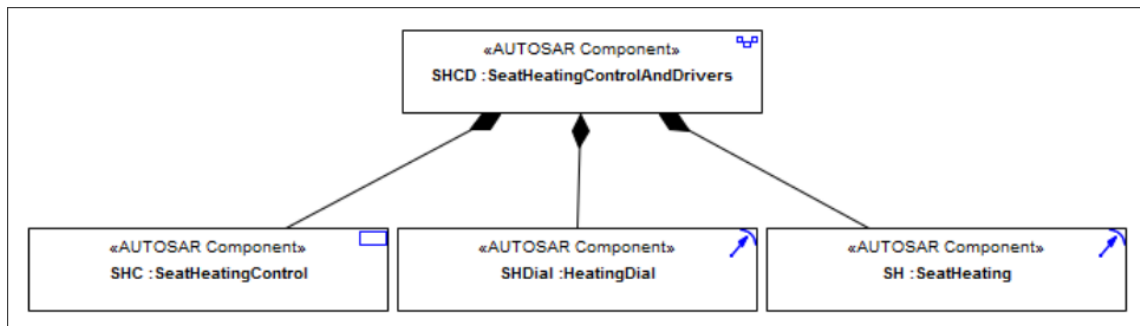 «AUTOSAR Component»
SHCD :SeatHeatingControlAndDrivers
«AUTOSAR Component»
SHC :SeatHeatingControl
«AUTOSAR Component»
SHDial :HeatingDial
«AUTOSAR Component»
SH :SeatHeating